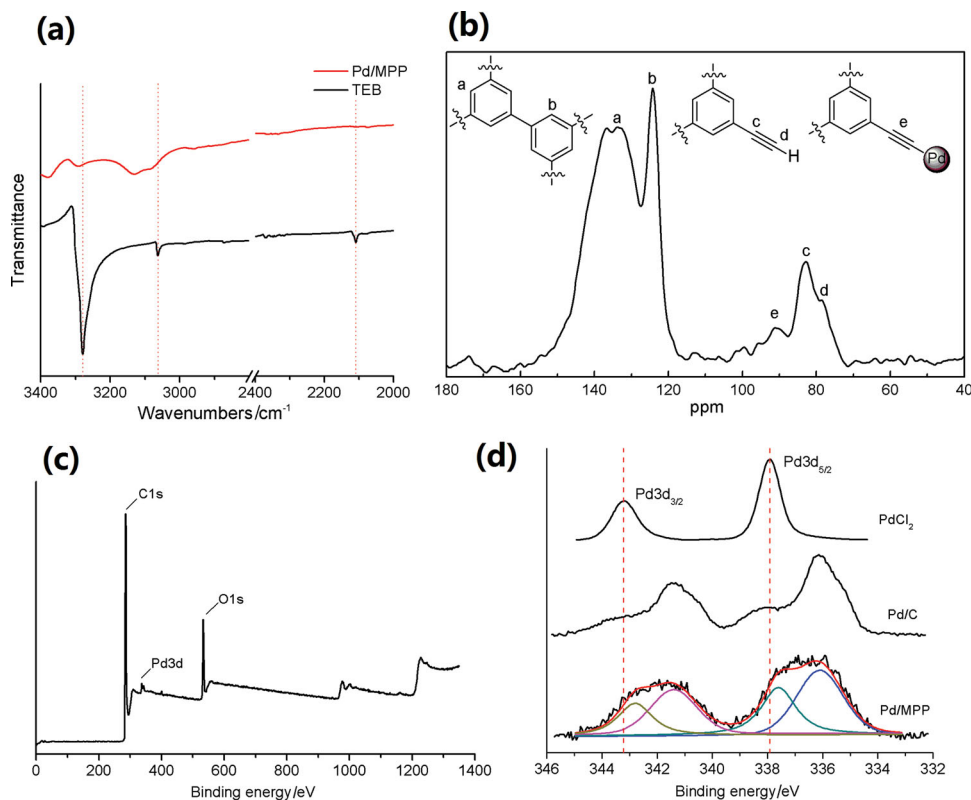 (a)
Pd/MPP
TEB
Transmittance
3400 3200 3000 2400 2200 2000
Wavenumbers/cm⁻¹
(b)
a
b
a
b
c
d
H
e
Pd
e
c
d
180 160 140 120 100 80 60 40
ppm
(c)
C1s
O1s
Pd3d
0 200 400 600 800 1000 1200 1400
Binding energy/eV
(d)
Pd3d3/2
Pd3d5/2
PdCl2
Pd/C
Pd/MPP
346 344 342 340 338 336 334 332
Binding energy/eV